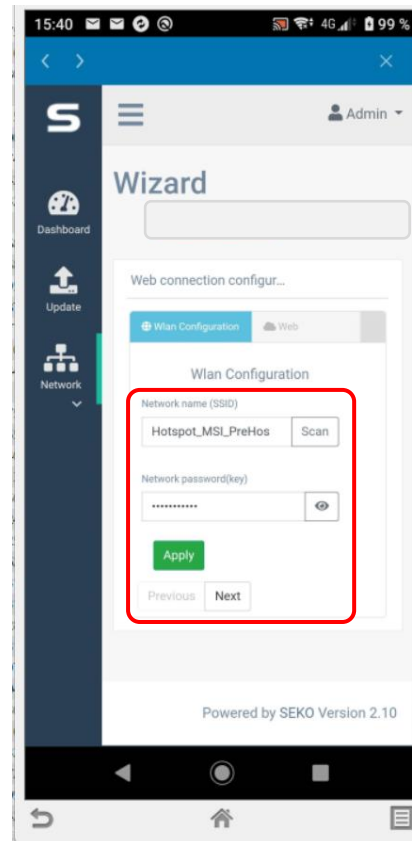 15:40 4G 99 %
S
Admin
Wizard
Dashboard
Web connection configur...
Update
Wlan Configuration Web
Wlan Configuration
Network
Network name (SSID)
Hotspot_MSI_PreHos Scan
Network password(key)
•••••••••••
Apply
Previous Next
Powered by SEKO Version 2.10